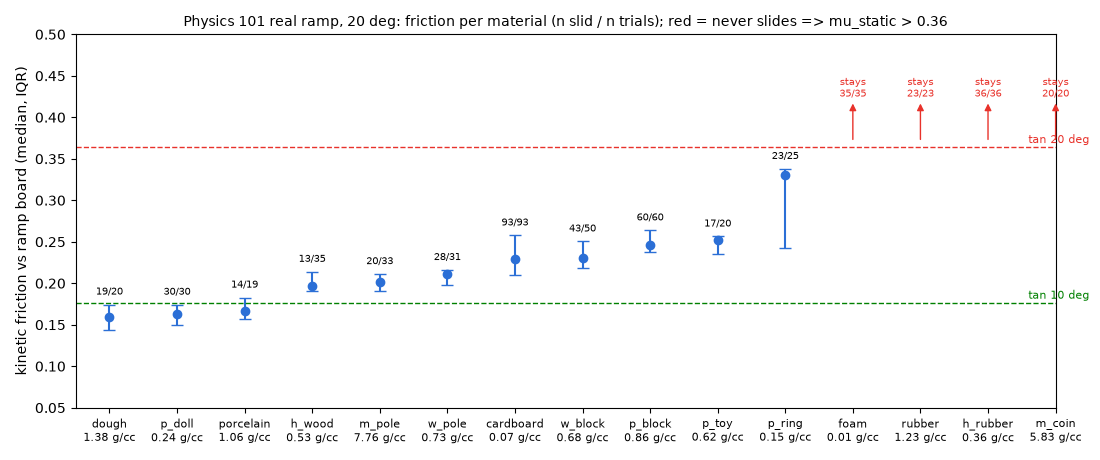 Physics 101 real ramp, 20 deg: friction per material (n slid / n trials); red = never slides => mu_static > 0.36
kinetic friction vs ramp board (median, IQR)
0.50
0.45
0.40
0.35
0.30
0.25
0.20
0.15
0.10
0.05
stays
35/35
stays
23/23
stays
36/36
stays
20/20
tan 20 deg
tan 10 deg
19/20
30/30
14/19
13/35
20/33
28/31
93/93
43/50
60/60
17/20
23/25
dough
1.38 g/cc
p_doll
0.24 g/cc
porcelain
1.06 g/cc
h_wood
0.53 g/cc
m_pole
7.76 g/cc
w_pole
0.73 g/cc
cardboard
0.07 g/cc
w_block
0.68 g/cc
p_block
0.86 g/cc
p_toy
0.62 g/cc
p_ring
0.15 g/cc
foam
0.01 g/cc
rubber
1.23 g/cc
h_rubber
0.36 g/cc
m_coin
5.83 g/cc